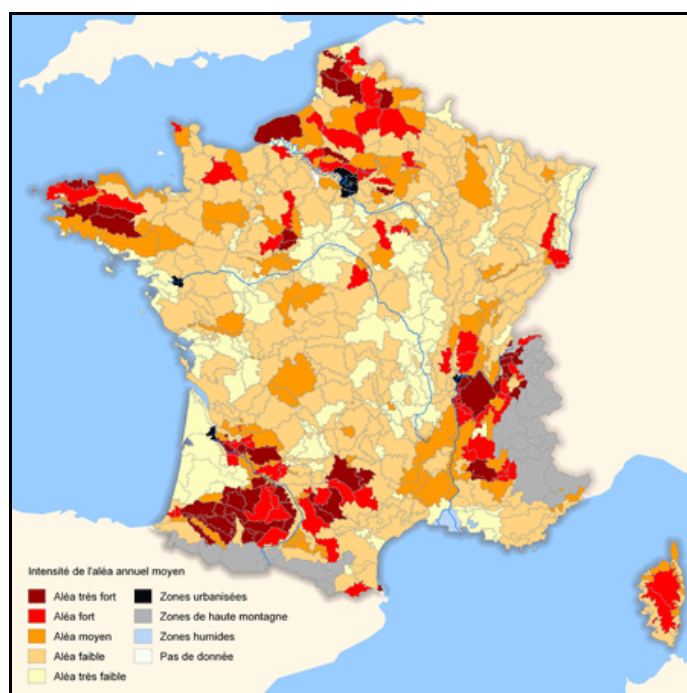 Intensité de l'aléa annuel moyen
Aléa très fort
Aléa fort
Aléa moyen
Aléa faible
Aléa très faible
Zones urbanisées
Zones de haute montagne
Zones humides
Pas de donnée